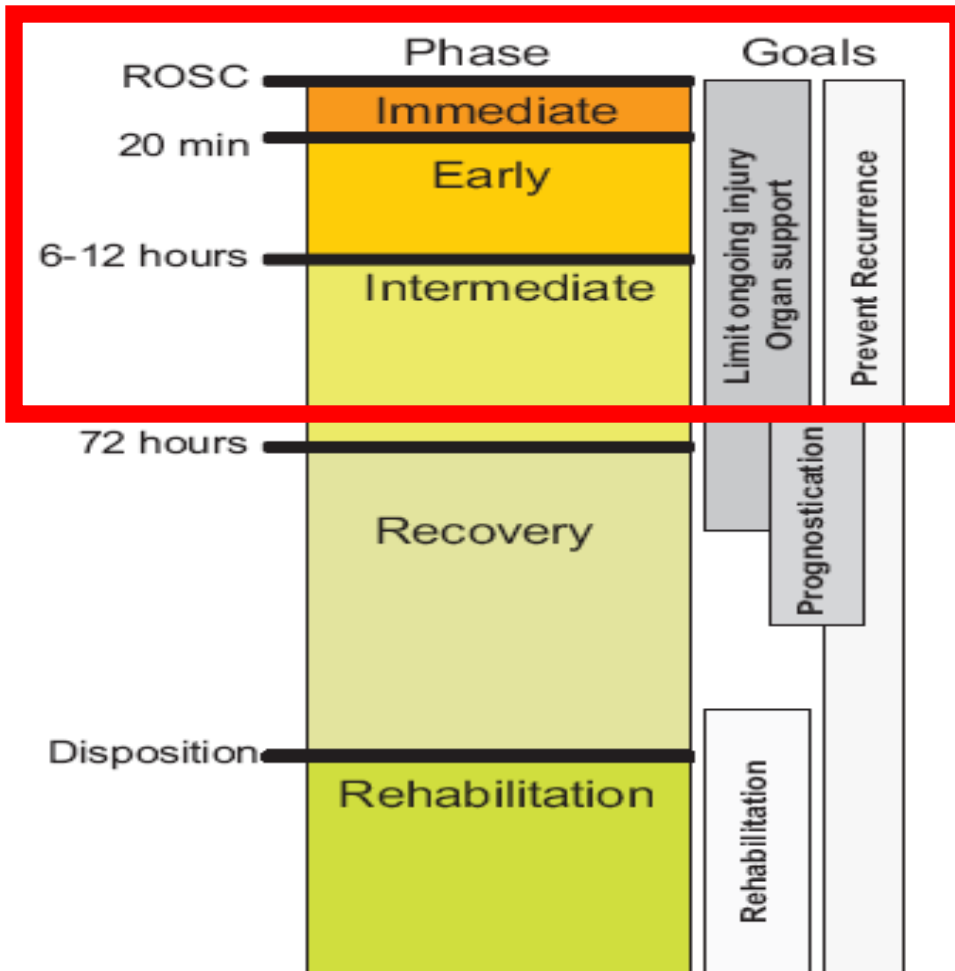 Phase
Goals
ROSC
Immediate
20 min
Early
6-12 hours
Intermediate
72 hours
Recovery
Disposition
Rehabilitation
Limit ongoing injury
Organ support
Prevent Recurrence
Prognostication
Rehabilitation